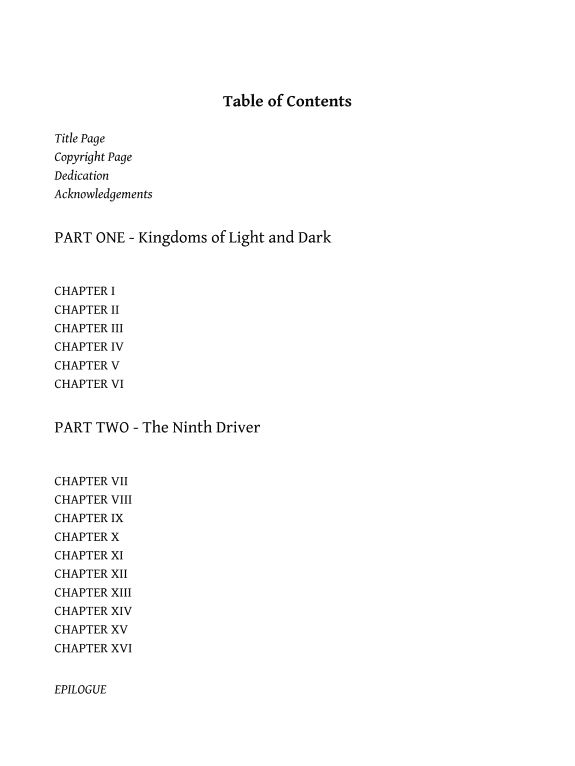 Table of Contents
Title Page
Copyright Page
Dedication
Acknowledgements
PART ONE - Kingdoms of Light and Dark
CHAPTER I
CHAPTER II
CHAPTER III
CHAPTER IV
CHAPTER V
CHAPTER VI
PART TWO - The Ninth Driver
CHAPTER VII
CHAPTER VIII
CHAPTER IX
CHAPTER X
CHAPTER XI
CHAPTER XII
CHAPTER XIII
CHAPTER XIV
CHAPTER XV
CHAPTER XVI
EPILOGUE